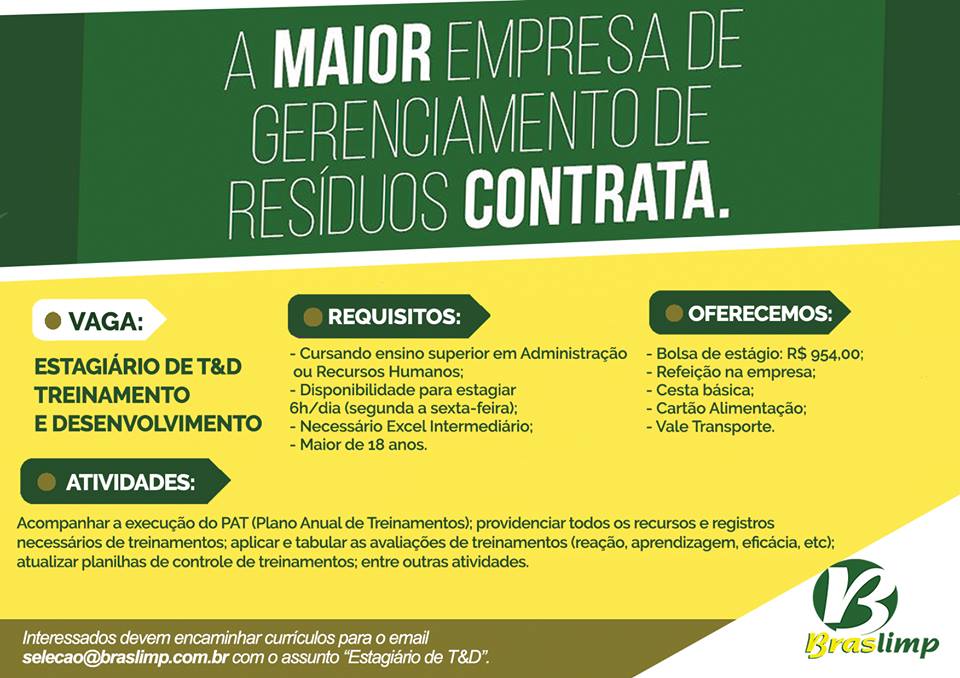 A MAIOR EMPRESA DE
GERENCIAMENTO DE
RESÍDUOS CONTRATA.
VAGA:
ESTAGIÁRIO DE T&D
TREINAMENTO
E DESENVOLVIMENTO
REQUISITOS:
- Cursando ensino superior em Administração
ou Recursos Humanos;
- Disponibilidade para estagiar
6h/dia (segunda a sexta-feira);
- Necessário Excel Intermediário;
- Maior de 18 anos.
OFERECEMOS:
- Bolsa de estágio: R$ 954,00;
- Refeição na empresa;
- Cesta básica;
- Cartão Alimentação;
- Vale Transporte.
ATIVIDADES:
Acompanhar a execução do PAT (Plano Anual de Treinamentos); providenciar todos os recursos e registros
necessários de treinamentos; aplicar e tabular as avaliações de treinamentos (reação, aprendizagem, eficácia, etc);
atualizar planilhas de controle de treinamentos; entre outras atividades.
Interessados devem encaminhar currículos para o email
selecao@braslimp.com.br com o assunto “Estagiário de T&D”.
B
Braslimp